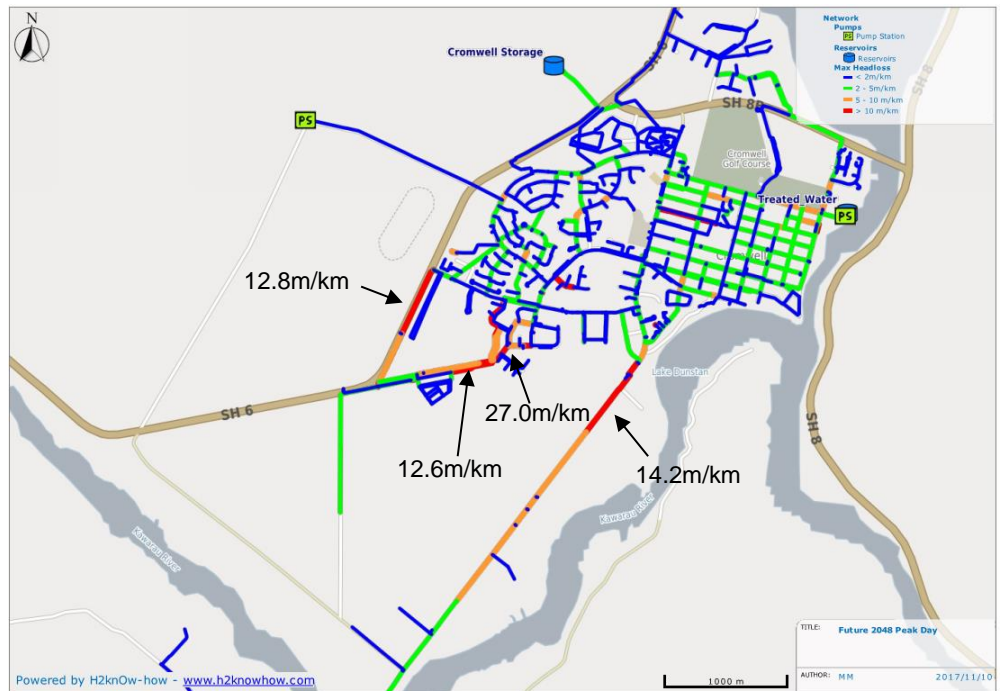 N
Network
Pumps
PS Pump Station
Reservoirs
Reservoirs
Max Headloss
< 2m/km
2 - 5m/km
5 - 10 m/km
> 10 m/km
Cromwell Storage
SH 6
SH 8B
SH 8
PS
Cromwell
Golf Course
Treated_Water
PS
Cromwell
12.8m/km
Lake Dunstan
27.0m/km
SH 6
SH 8
12.6m/km
14.2m/km
Kawarau River
Kawarau River
TITLE: Future 2048 Peak Day
AUTHOR: MM 2017/11/10
1000 m
Powered by H2knOw-how - www.h2knowhow.com